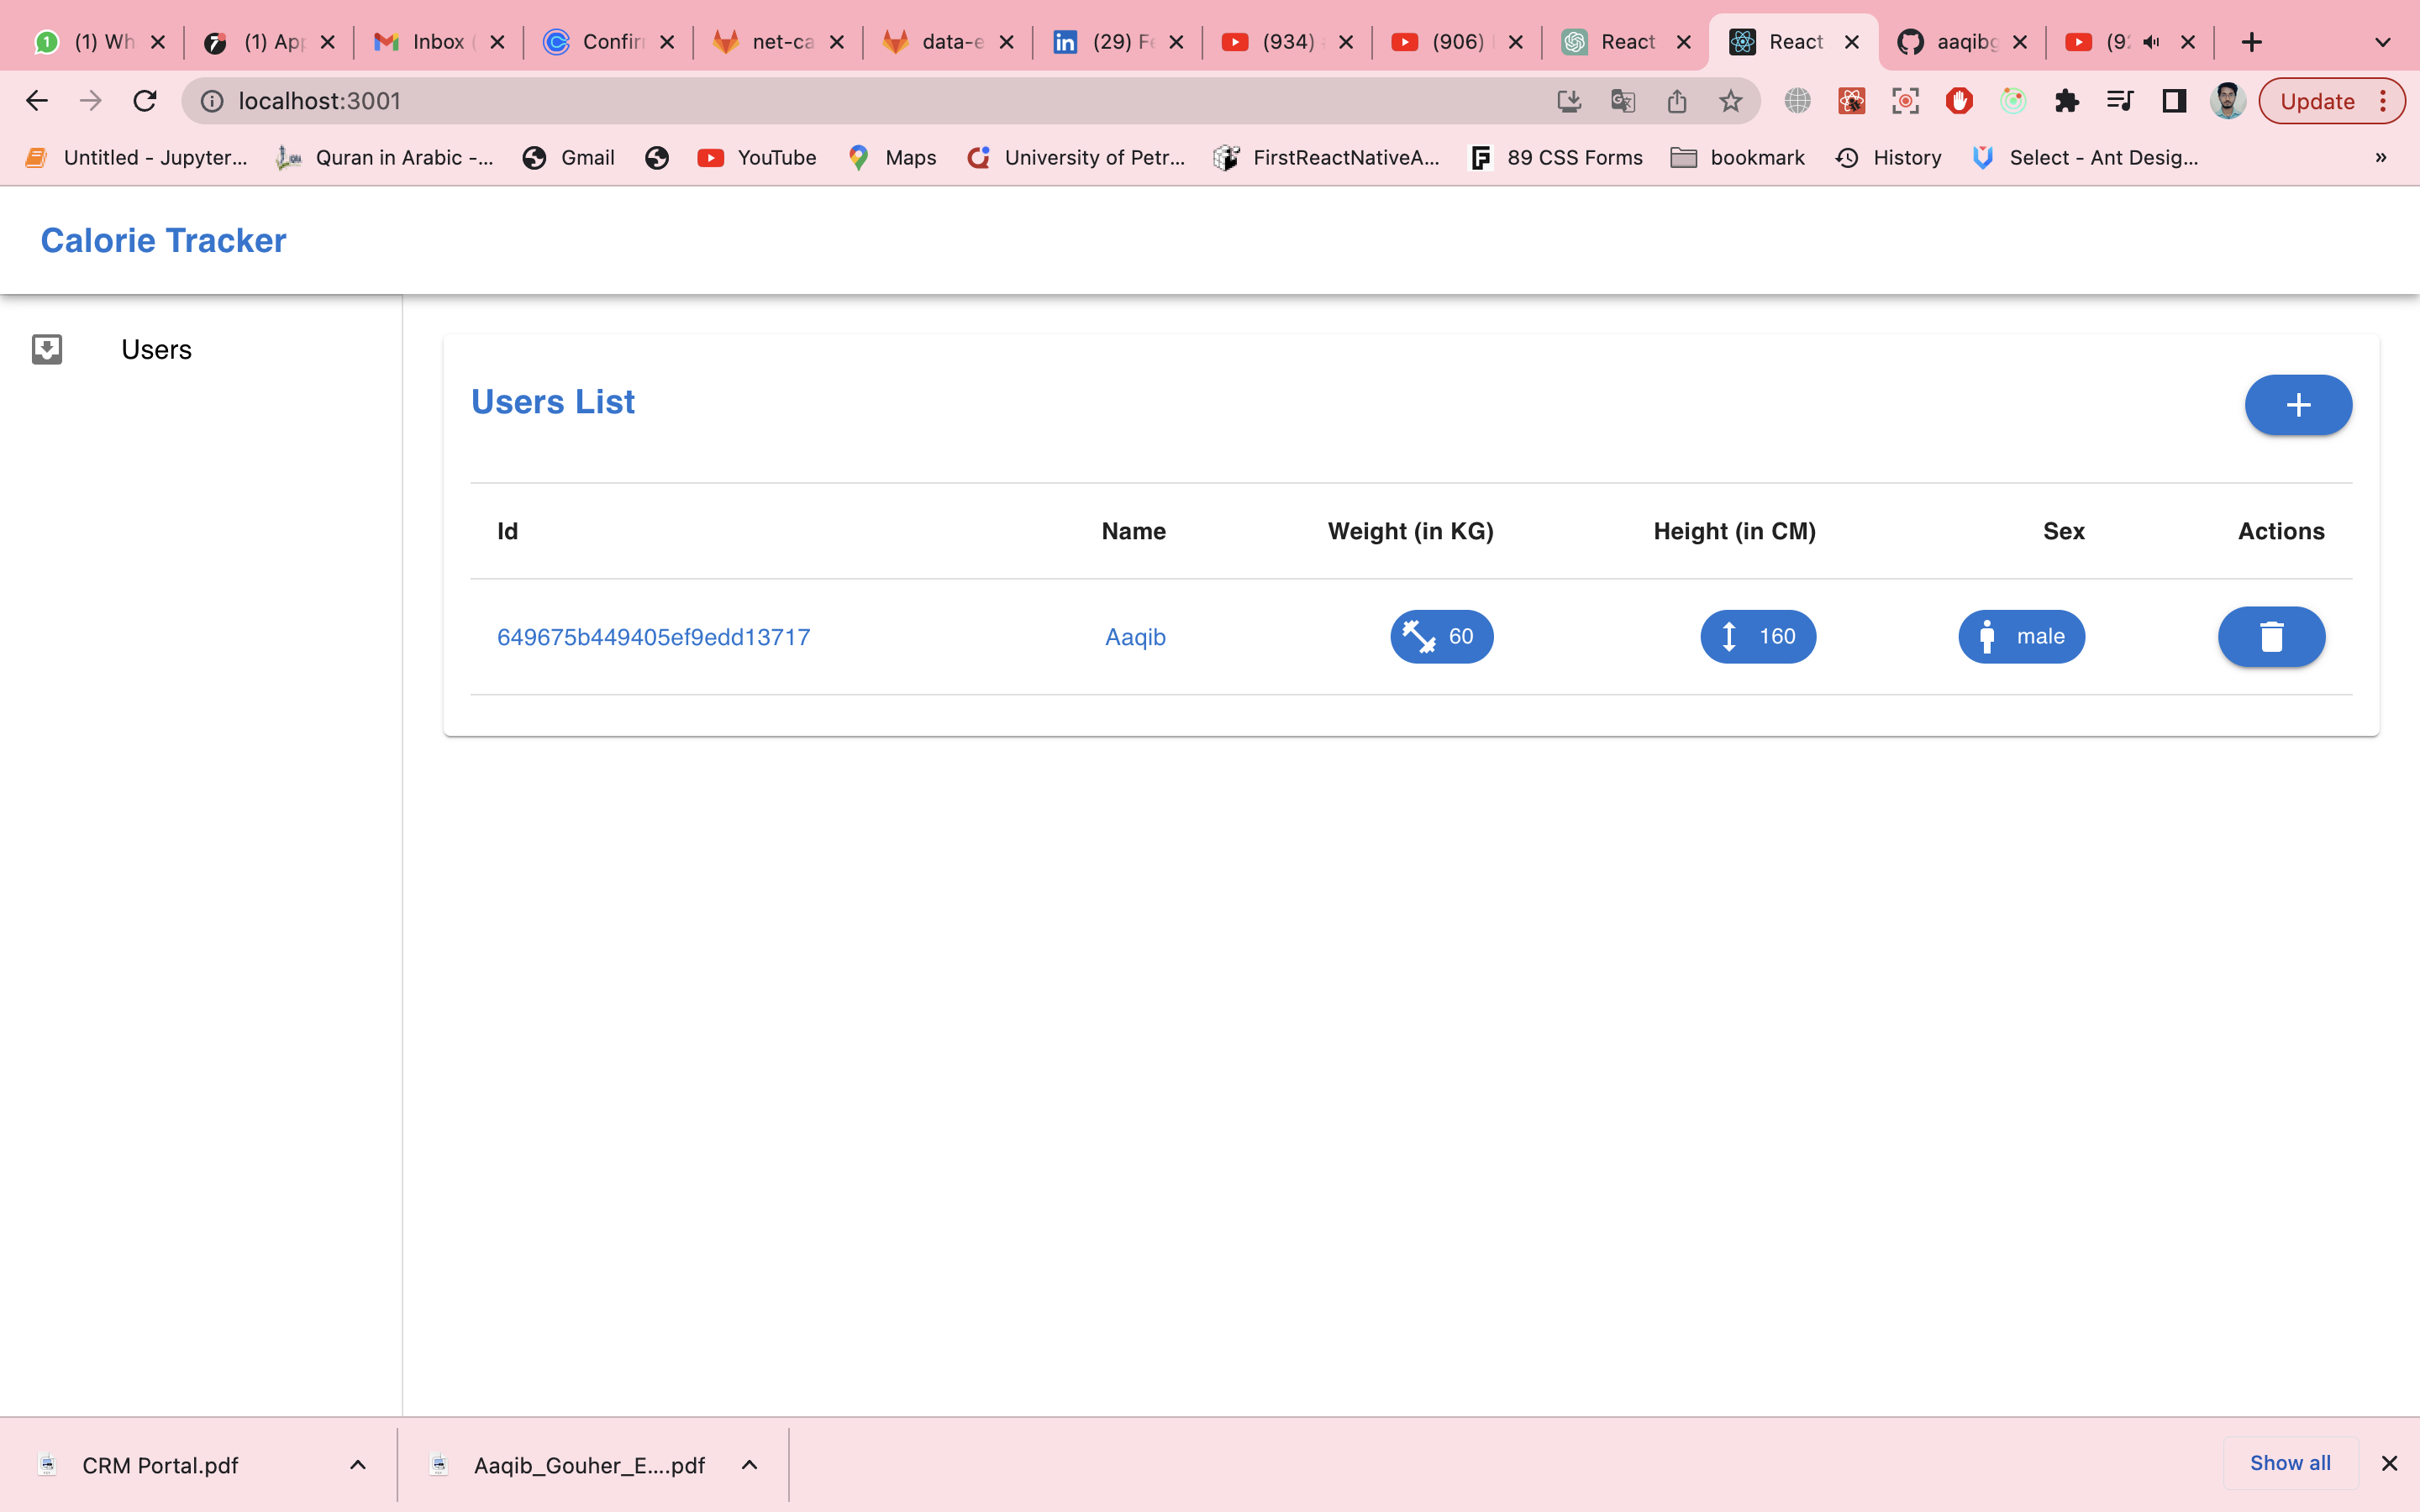 1 (1) Wh (1) App Inbox ( Confir net-ca data-e in (29) Fe (934) (906) React React aaqibg (92
localhost:3001 Update
Untitled - Jupyter... Quran in Arabic -... Gmail YouTube Maps University of Petr... FirstReactNativeA... F 89 CSS Forms bookmark History Select - Ant Desig... »
Calorie Tracker
Users
Users List
+
Id Name Weight (in KG) Height (in CM) Sex Actions
649675b449405ef9edd13717 Aaqib 60 160 male
CRM Portal.pdf Aaqib_Gouher_E....pdf Show all